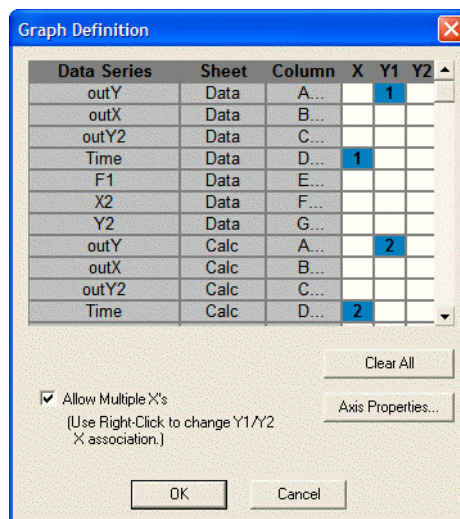 Graph Definition
Data Series Sheet Column X Y1 Y2
outY Data A... 1
outX Data B...
outY2 Data C...
Time Data D... 1
F1 Data E...
X2 Data F...
Y2 Data G...
outY Calc A... 2
outX Calc B...
outY2 Calc C...
Time Calc D... 2
Clear All
Allow Multiple X's
Axis Properties...
(Use Right-Click to change Y1/Y2
X association.)
OK Cancel